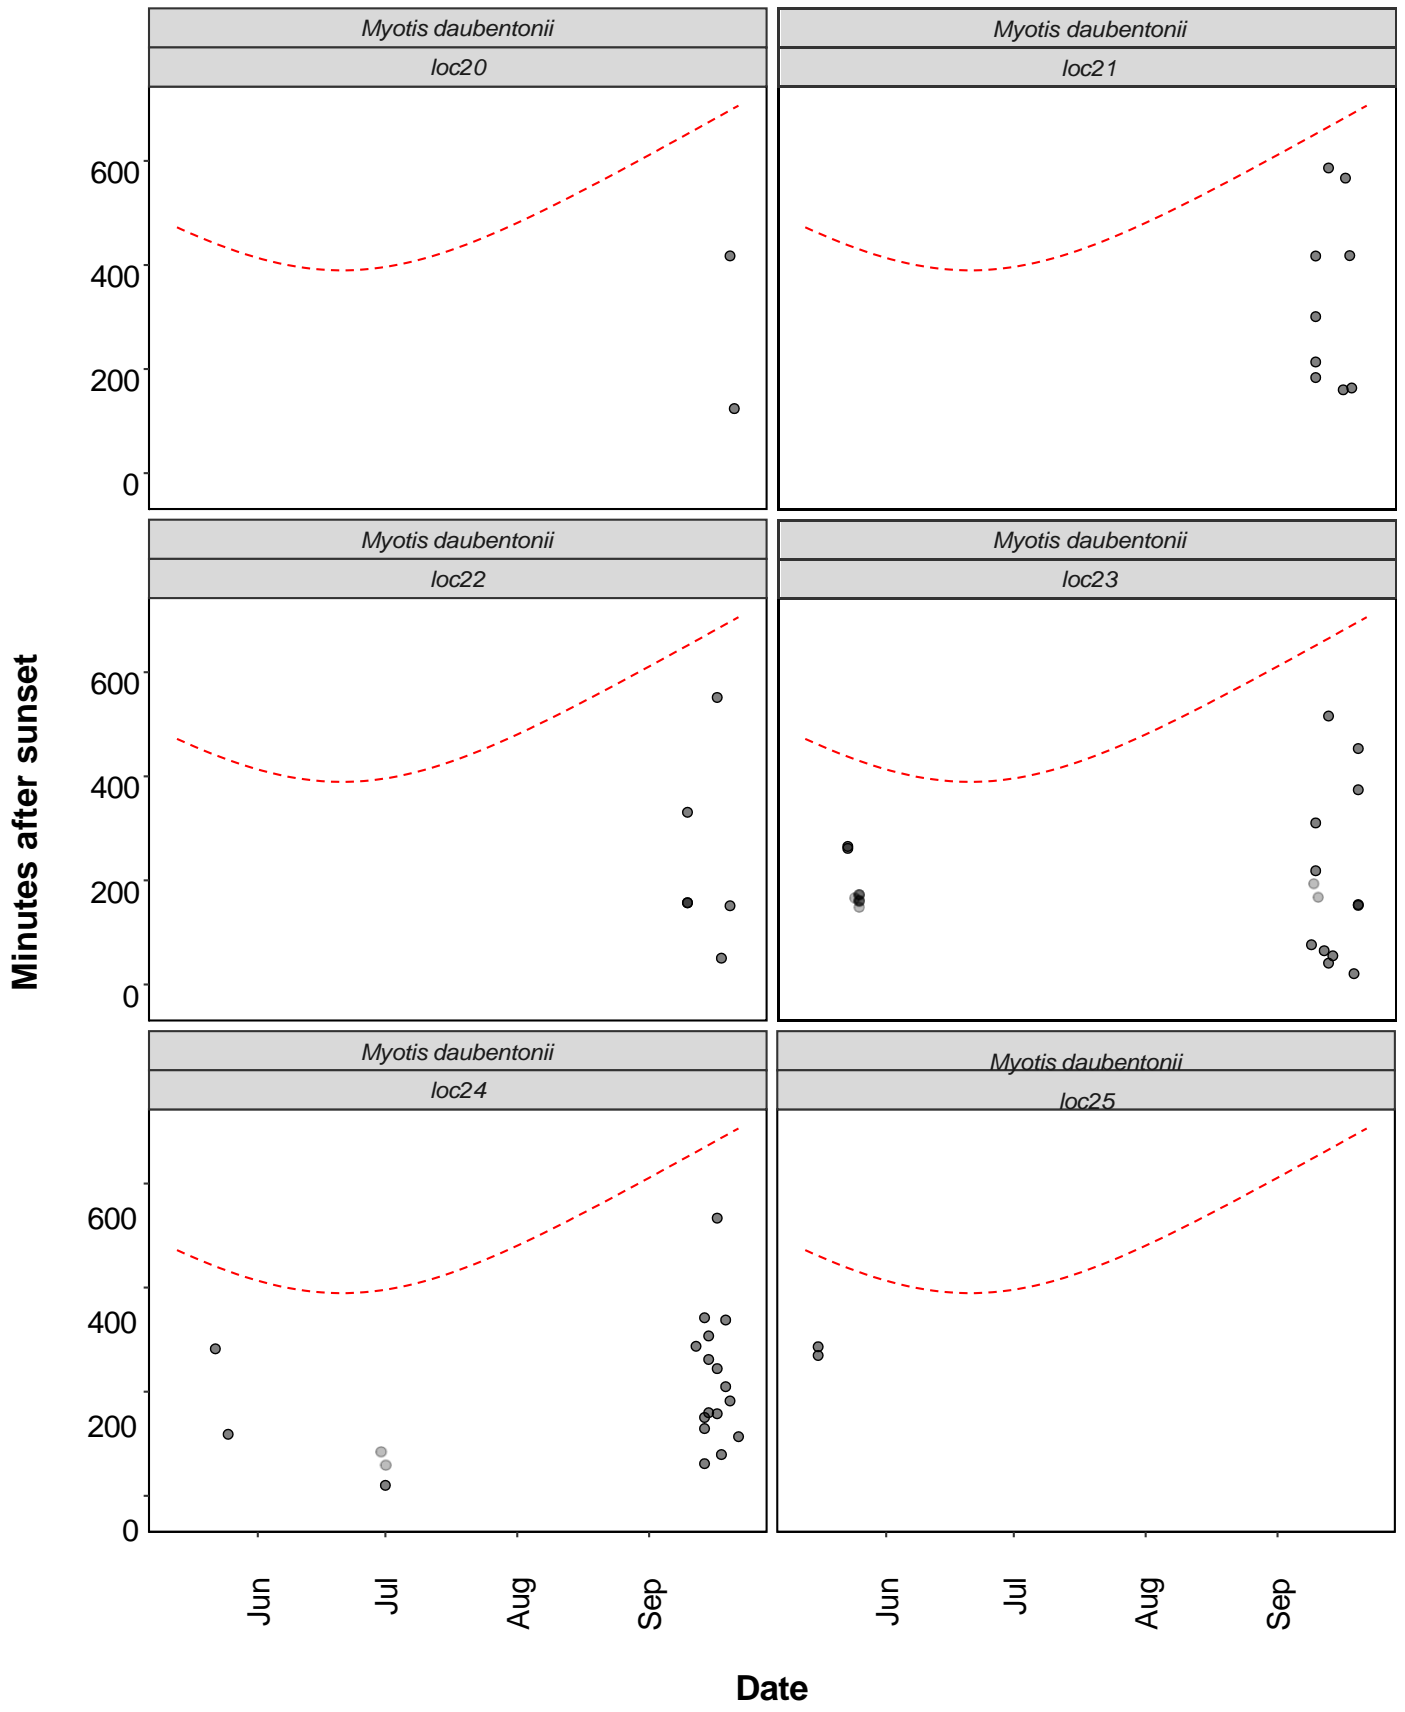 Myotis daubentonii
Myotis daubentonii
loc20
loc21
600
400
200
0
Myotis daubentonii
Myotis daubentonii
loc22
loc23
600
400
200
0
Minutes after sunset
Myotis daubentonii
Myotis daubentonii
loc24
loc25
600
400
200
0
Jun
Jul
Aug
Sep
Jun
Jul
Aug
Sep
Date